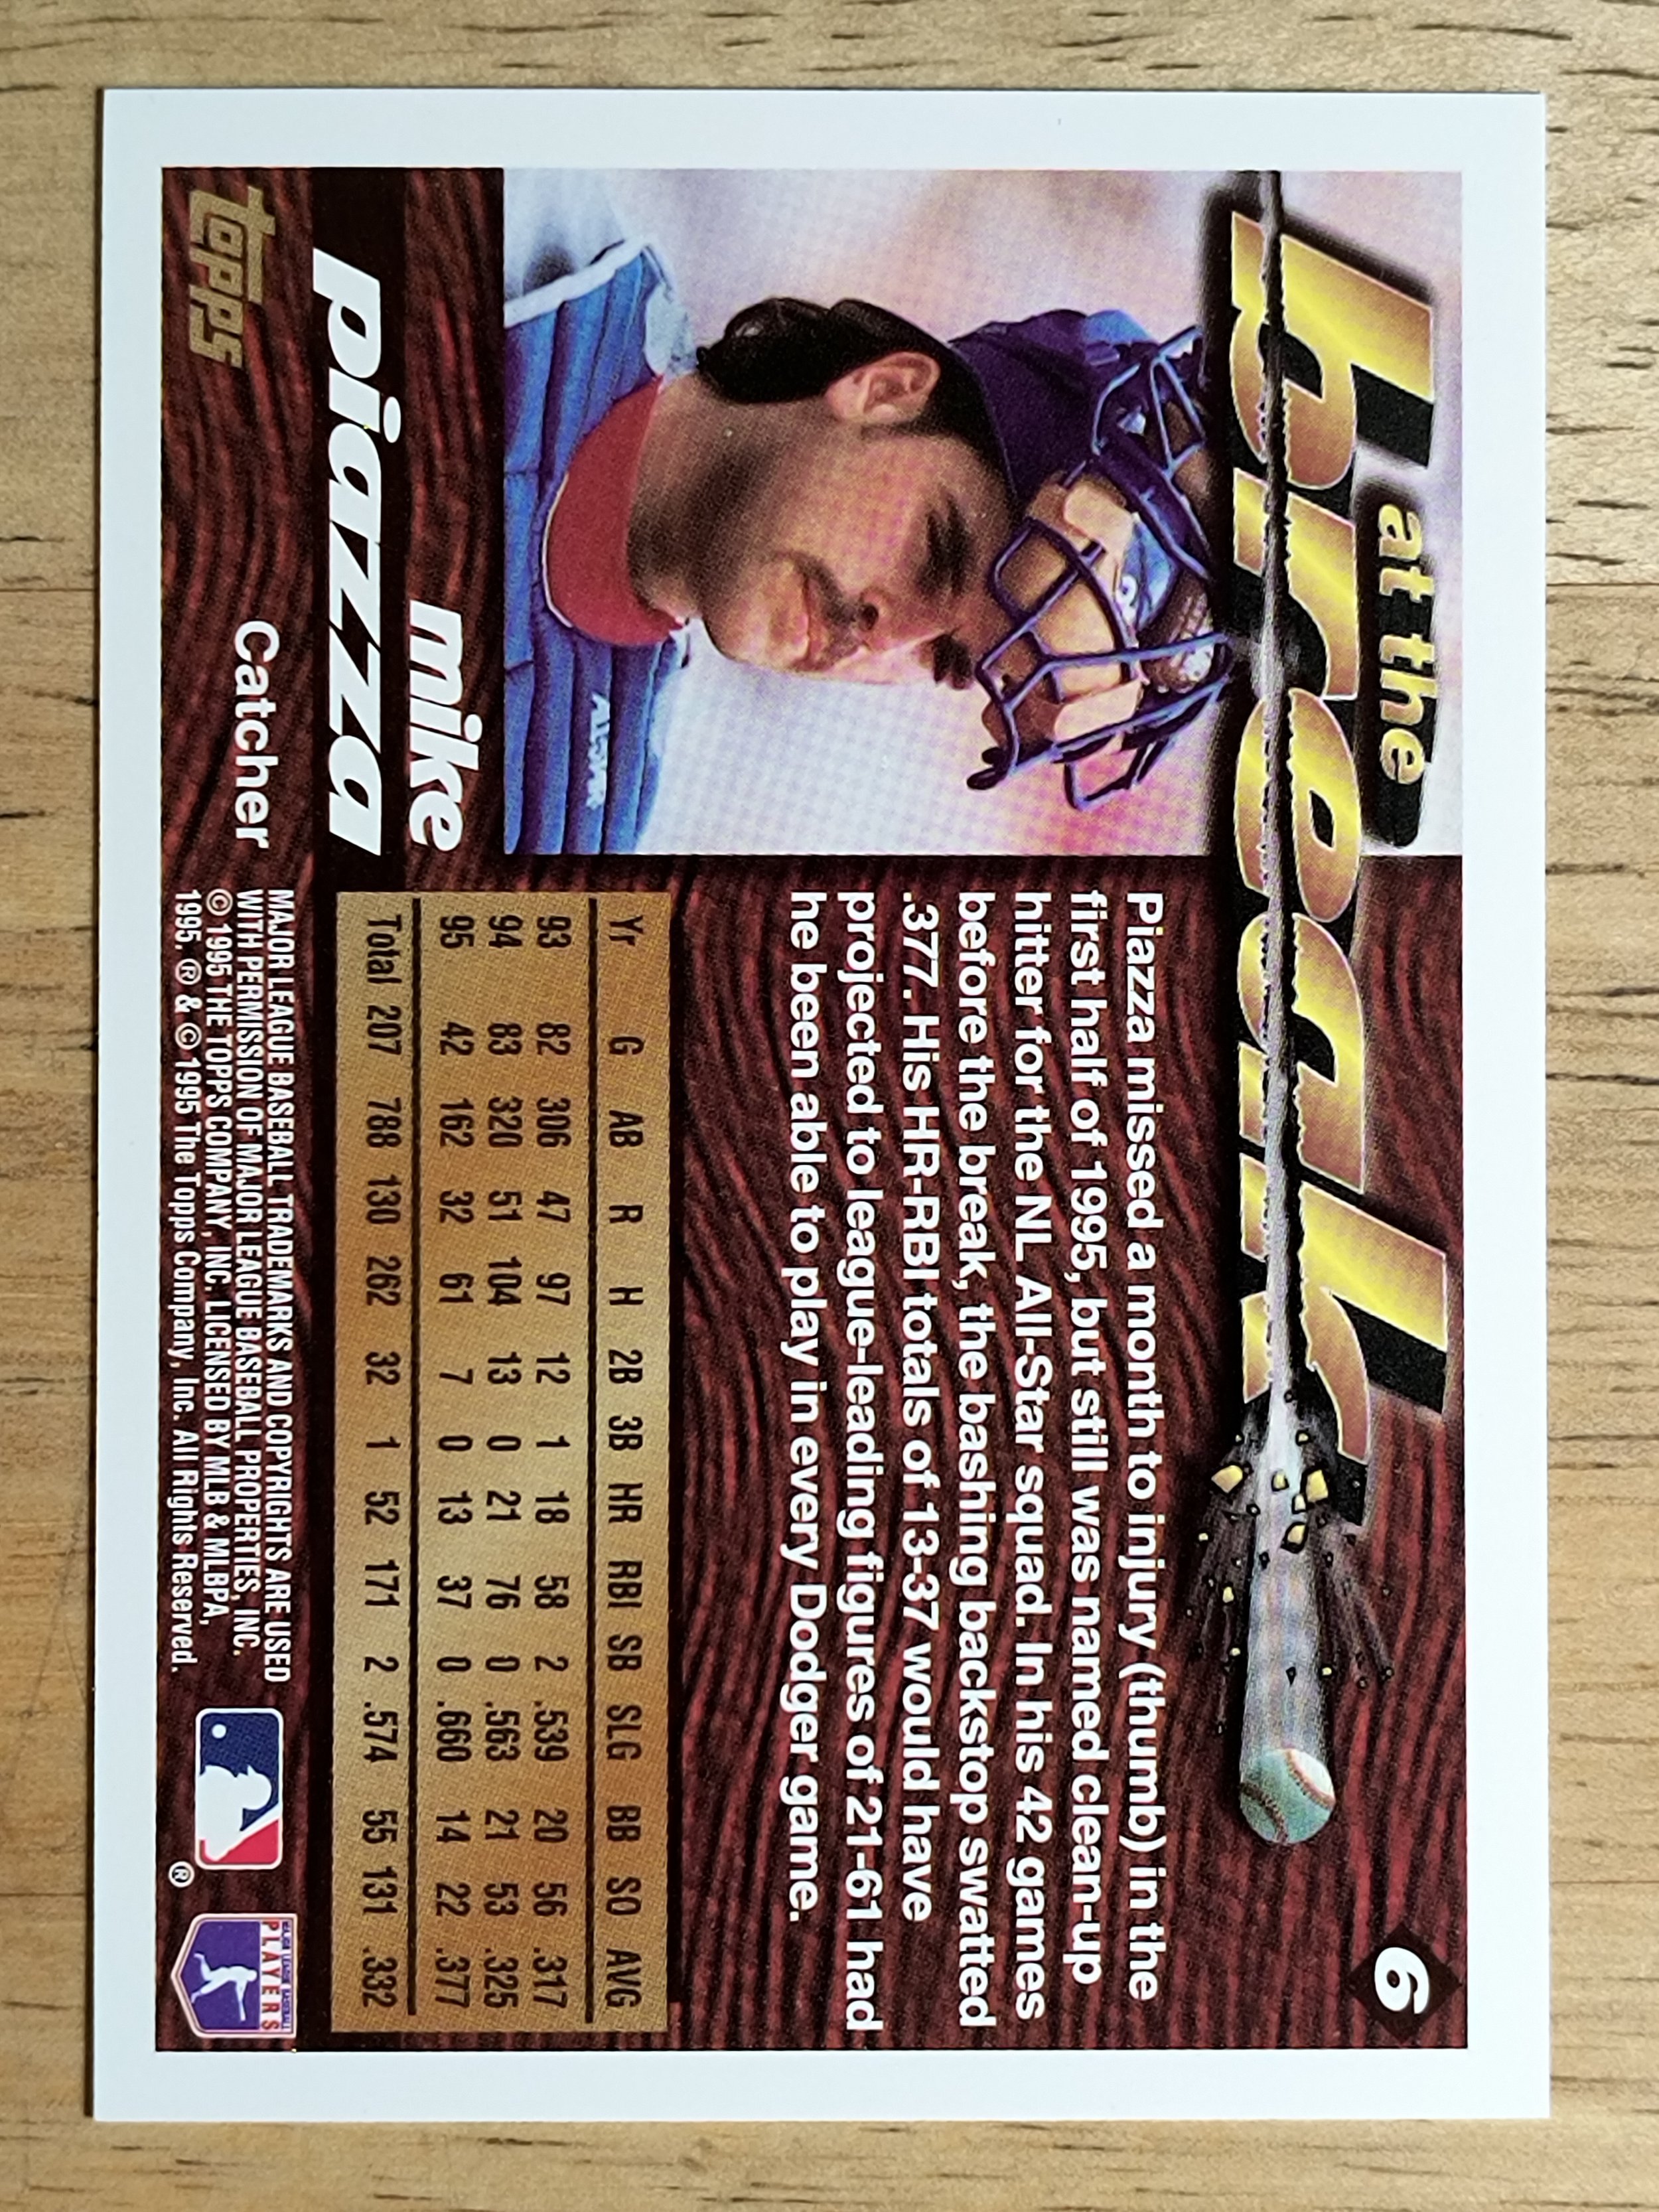 at the
break
6
Piazza missed a month to injury (thumb) in the
first half of 1995, but still was named clean-up
hitter for the NL All-Star squad. In his 42 games
before the break, the bashing backstop swatted
.377. His HR-RBI totals of 13-37 would have
projected to league-leading figures of 21-61 had
he been able to play in every Dodger game.
mike
piazza
Catcher
topps
Yr G AB R H 2B 3B HR RBI SB SLG BB SO AVG
93 82 306 47 97 12 1 18 58 2 .539 20 56 .317
94 83 320 51 104 13 0 21 76 0 .563 21 53 .325
95 42 162 32 61 7 0 13 37 0 .660 14 22 .377
Total 207 788 130 262 32 1 52 171 2 .574 55 131 .332
MAJOR LEAGUE BASEBALL TRADEMARKS AND COPYRIGHTS ARE USED
WITH PERMISSION OF MAJOR LEAGUE BASEBALL PROPERTIES, INC.
© 1995 THE TOPPS COMPANY, INC. LICENSED BY MLB & MLBPA,
1995. ® & © 1995 The Topps Company, Inc. All Rights Reserved.
®
MAJOR LEAGUE BASEBALL
PLAYERS